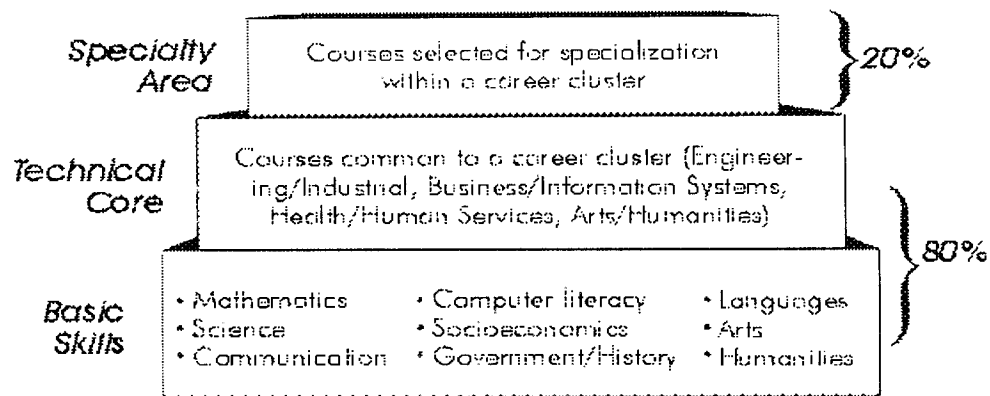 Specialty
Area
Courses selected for specialization
within a career cluster
20%
Technical
Core
Courses common to a career cluster (Engineer-
ing/Industrial, Business/Information Systems,
Health/Human Services, Arts/Humanities)
80%
Basic
Skills
• Mathematics • Computer literacy • Languages
• Science • Socioeconomics • Arts
• Communication • Government/History • Humanities